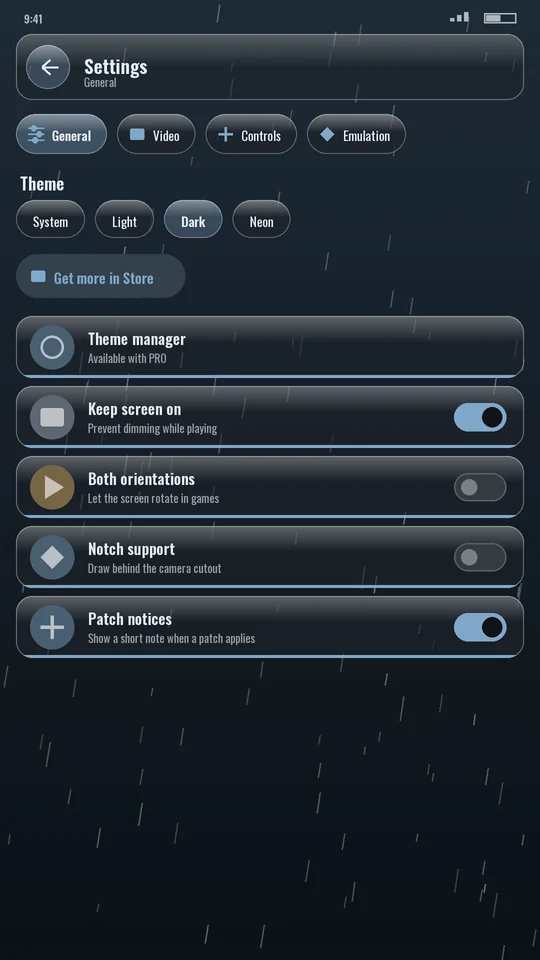 9:41
Settings
General
General
Video
Controls
Emulation
Theme
System
Light
Dark
Neon
Get more in Store
Theme manager
Available with PRO
Keep screen on
Prevent dimming while playing
Both orientations
Let the screen rotate in games
Notch support
Draw behind the camera cutout
Patch notices
Show a short note when a patch applies